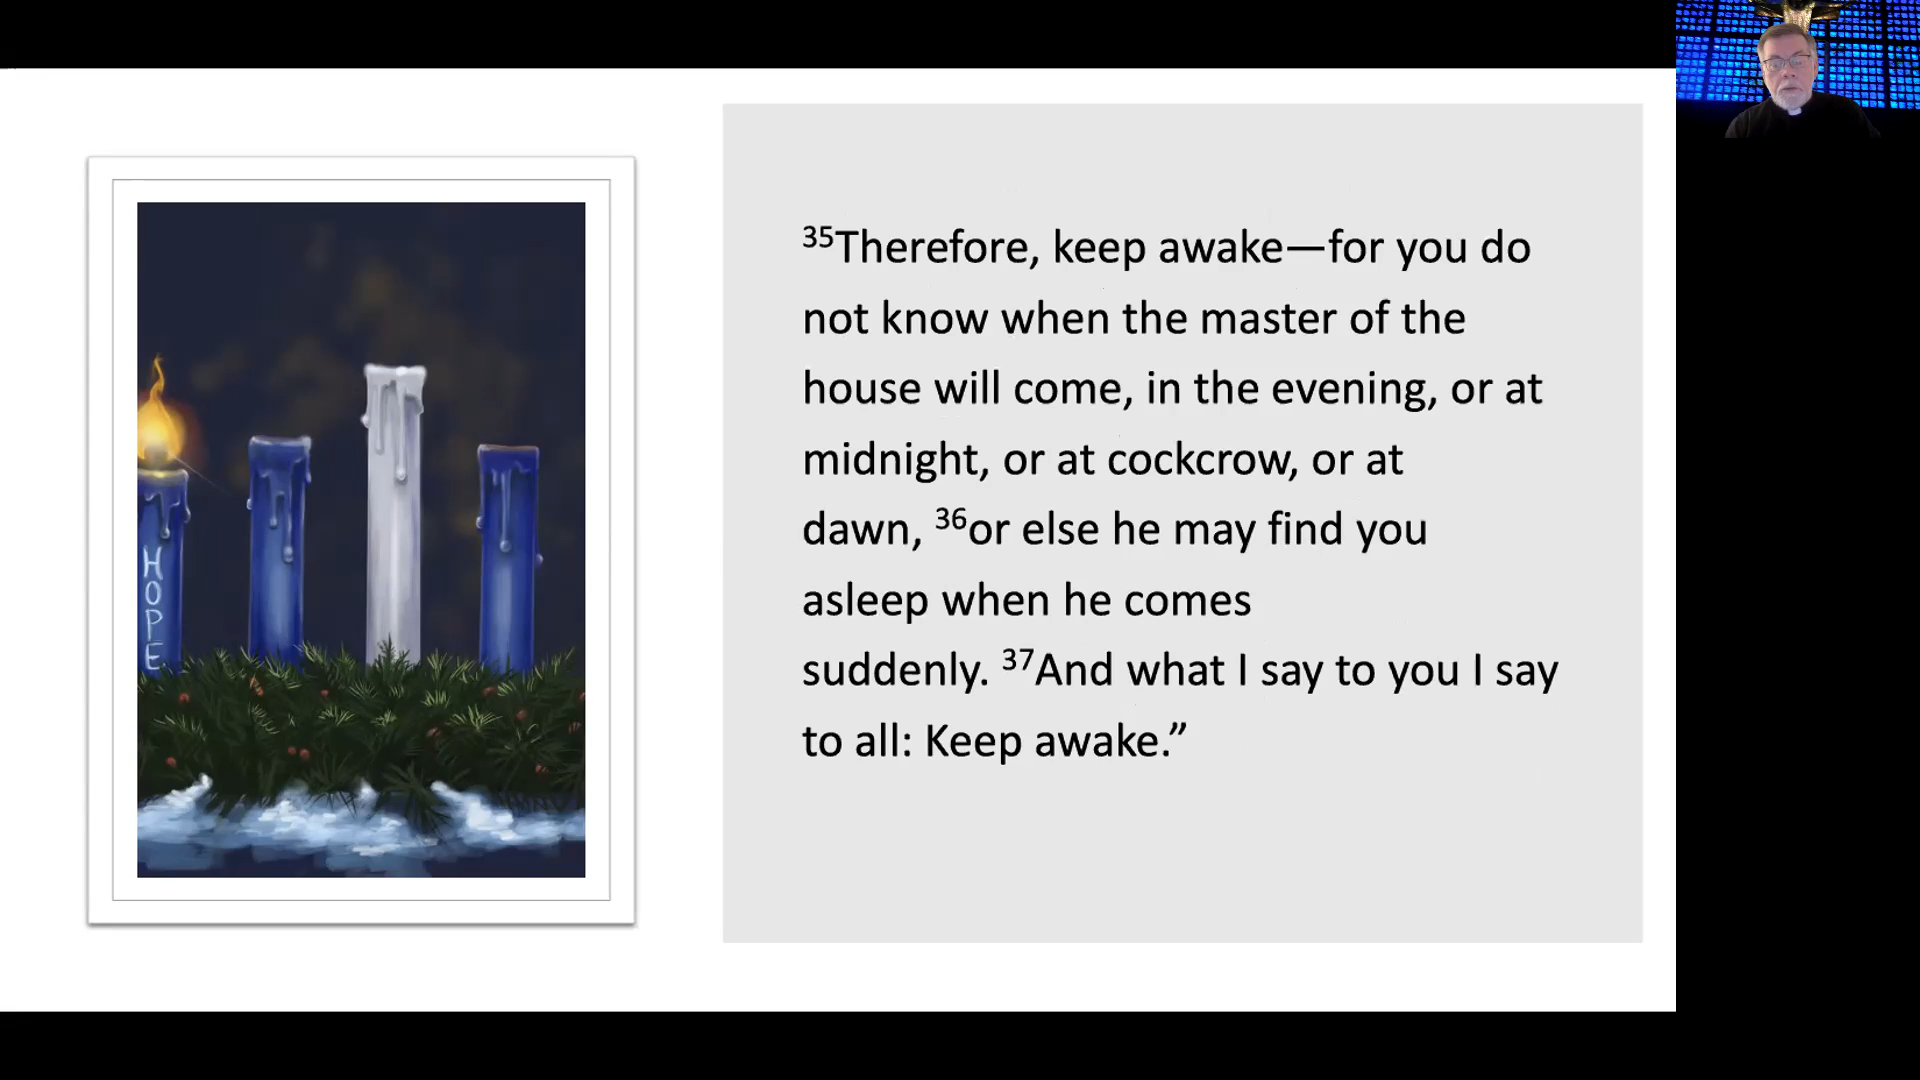 HOPE
³⁵Therefore, keep awake—for you do
not know when the master of the
house will come, in the evening, or at
midnight, or at cockcrow, or at
dawn, ³⁶or else he may find you
asleep when he comes
suddenly. ³⁷And what I say to you I say
to all: Keep awake.”